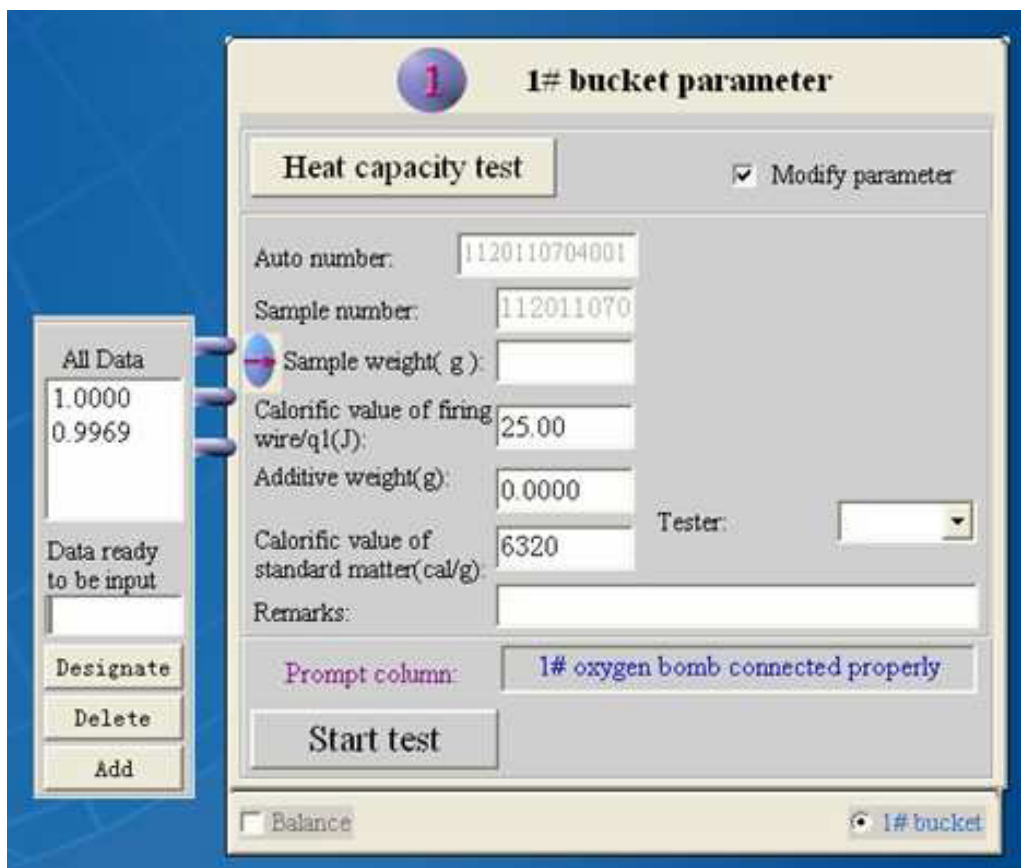 1
1# bucket parameter
Heat capacity test
Modify parameter
Auto number:
1120110704001
Sample number:
112011070
Sample weight( g ):
Calorific value of firing
wire/q1(J):
25.00
Additive weight(g):
0.0000
Tester:
Calorific value of
standard matter(cal/g):
6320
Remarks:
Prompt column:
1# oxygen bomb connected properly
Start test
All Data
1.0000
0.9969
Data ready
to be input
Designate
Delete
Add
Balance
1# bucket